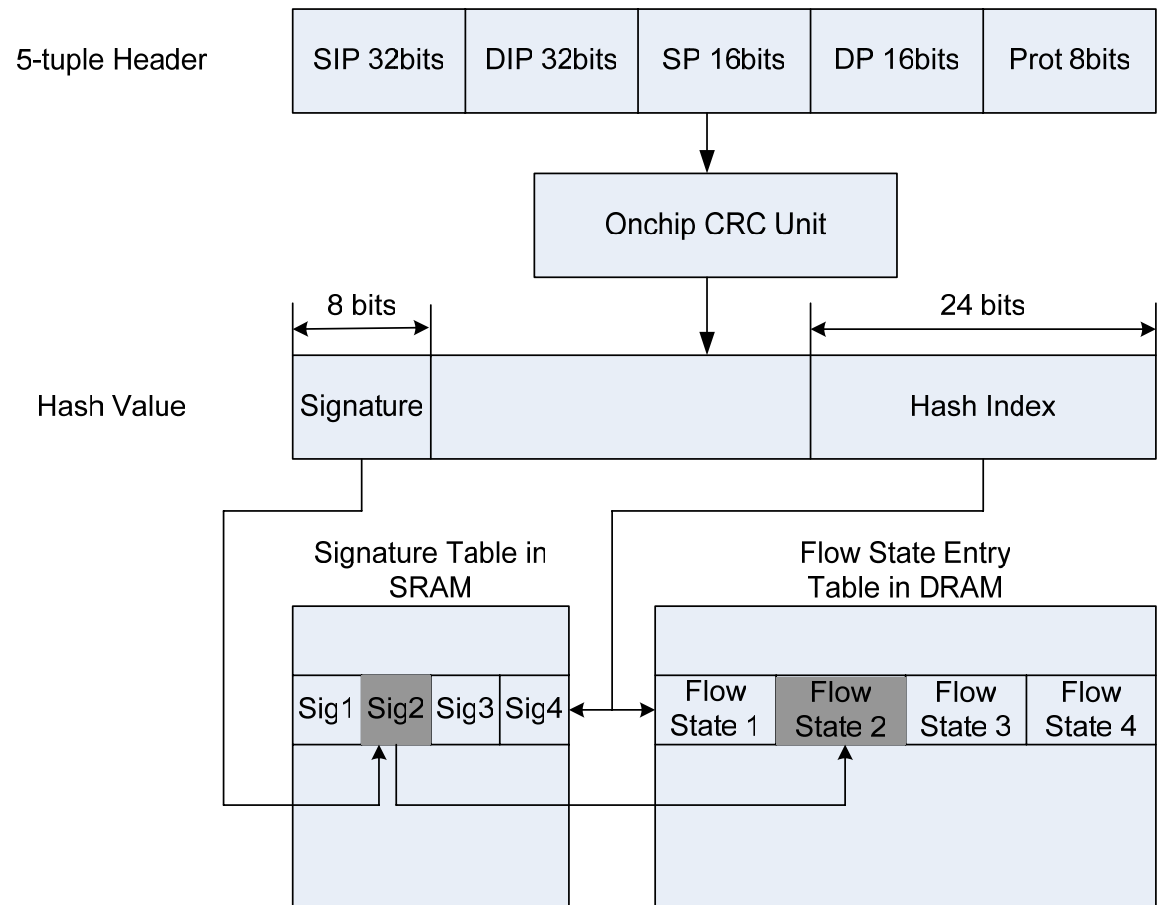 5-tuple Header
SIP 32bits
DIP 32bits
SP 16bits
DP 16bits
Prot 8bits
Onchip CRC Unit
8 bits
24 bits
Hash Value
Signature
Hash Index
Signature Table in
SRAM
Flow State Entry
Table in DRAM
Sig1
Sig2
Sig3
Sig4
Flow
State 1
Flow
State 2
Flow
State 3
Flow
State 4